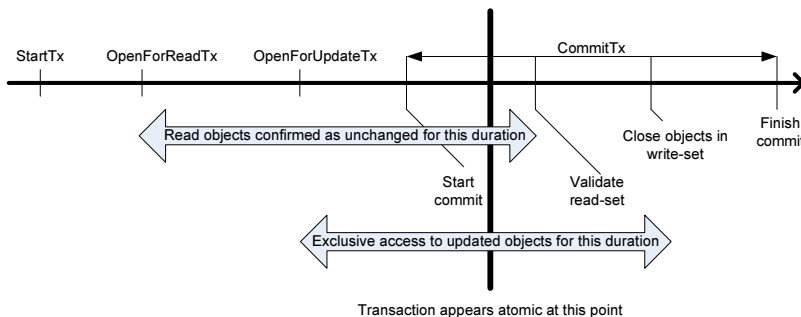 StartTx
OpenForReadTx
OpenForUpdateTx
CommitTx
Read objects confirmed as unchanged for this duration
Start
commit
Validate
read-set
Close objects in
write-set
Finish
commit
Exclusive access to updated objects for this duration
Transaction appears atomic at this point